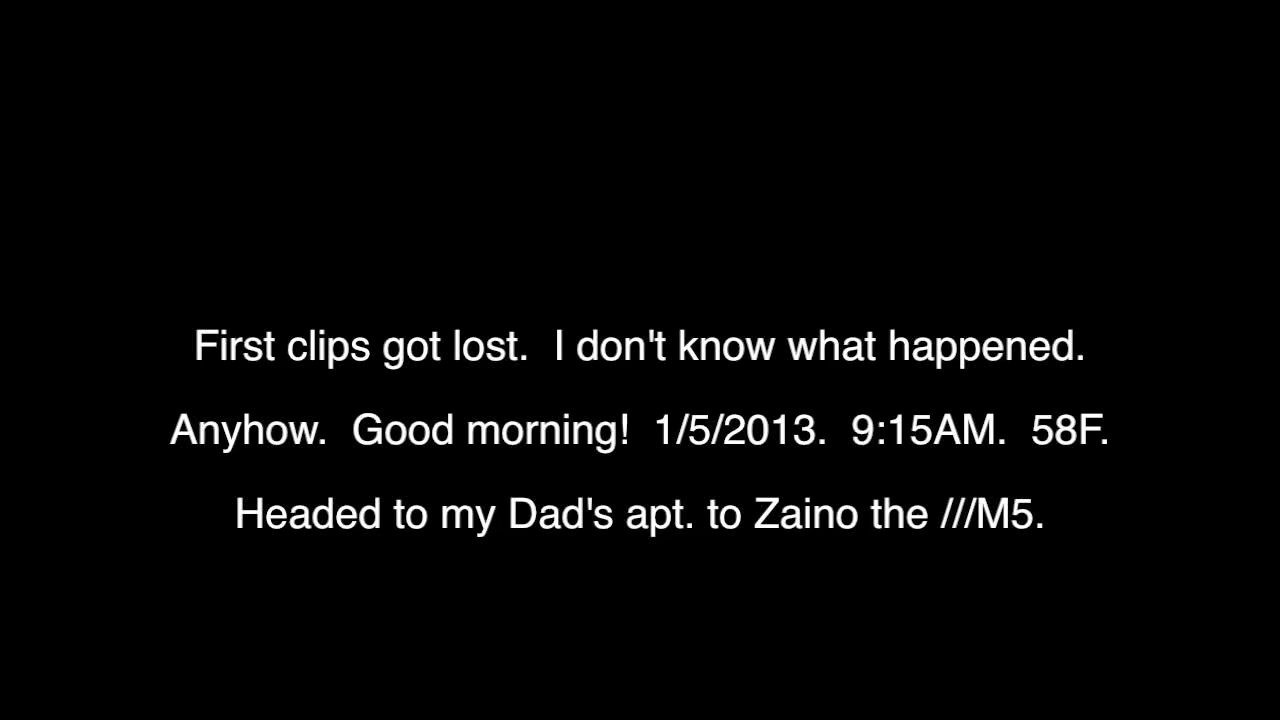 First clips got lost.  I don't know what happened.
Anyhow.  Good morning!  1/5/2013.  9:15AM.  58F.
Headed to my Dad's apt. to Zaino the ///M5.